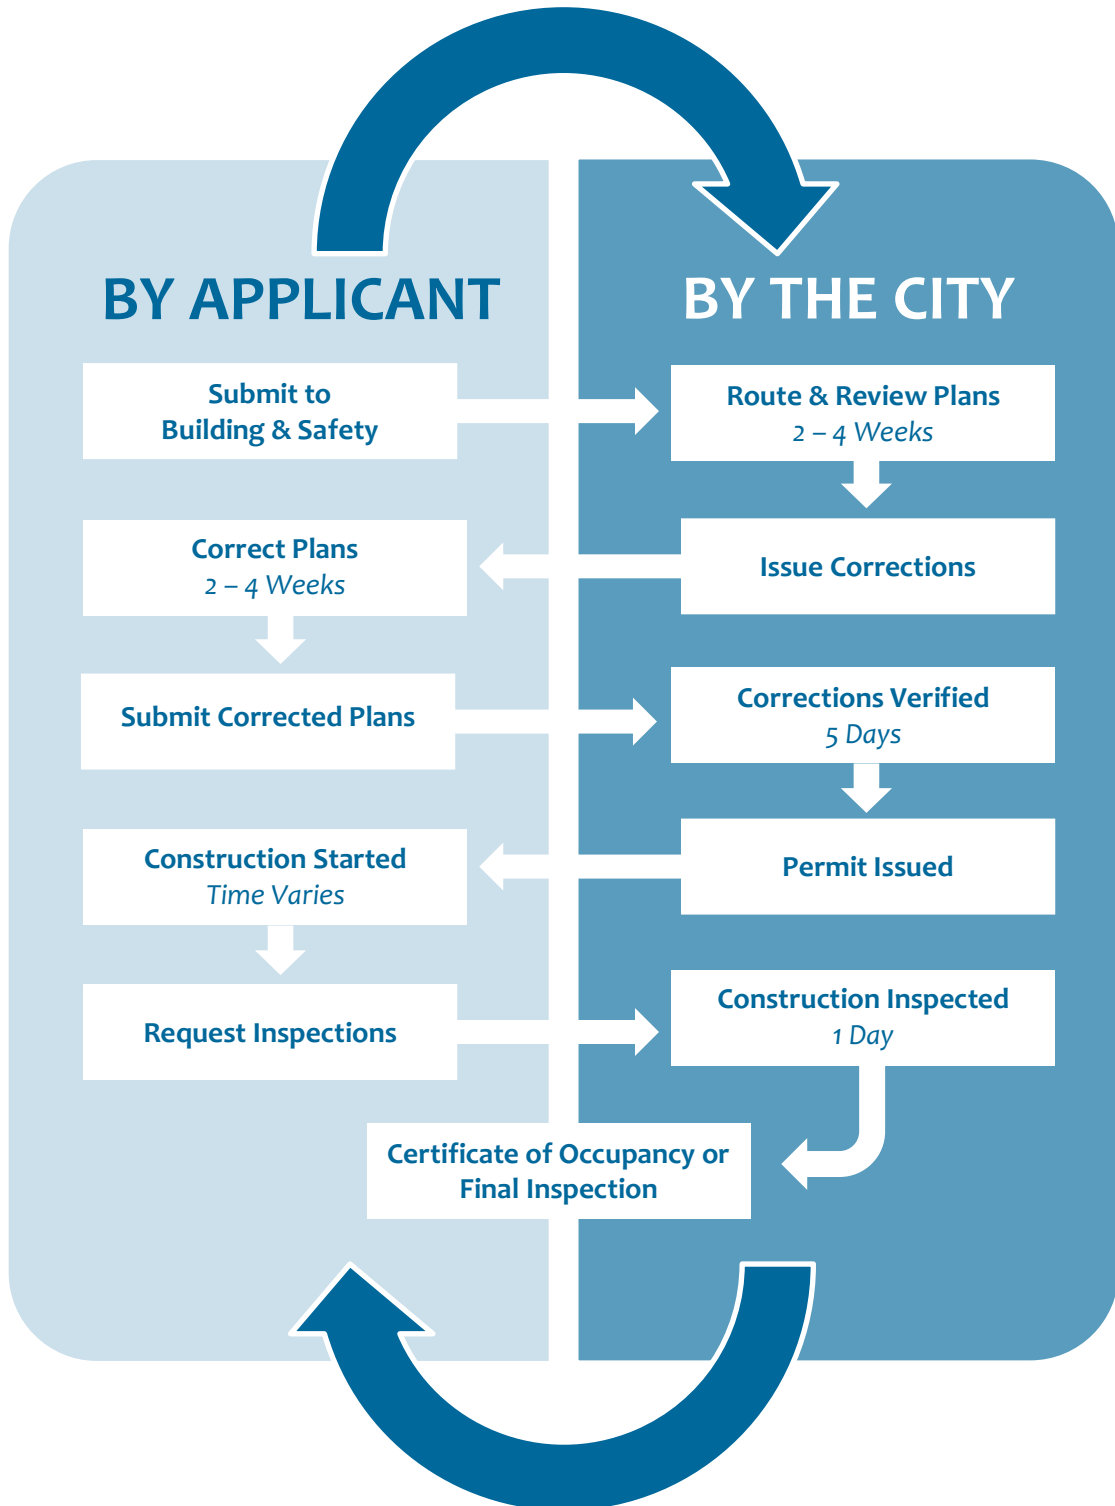 BY APPLICANT
BY THE CITY
Submit to
Building & Safety
Route & Review Plans
2 – 4 Weeks
Issue Corrections
Correct Plans
2 – 4 Weeks
Submit Corrected Plans
Corrections Verified
5 Days
Permit Issued
Construction Started
Time Varies
Request Inspections
Construction Inspected
1 Day
Certificate of Occupancy or
Final Inspection